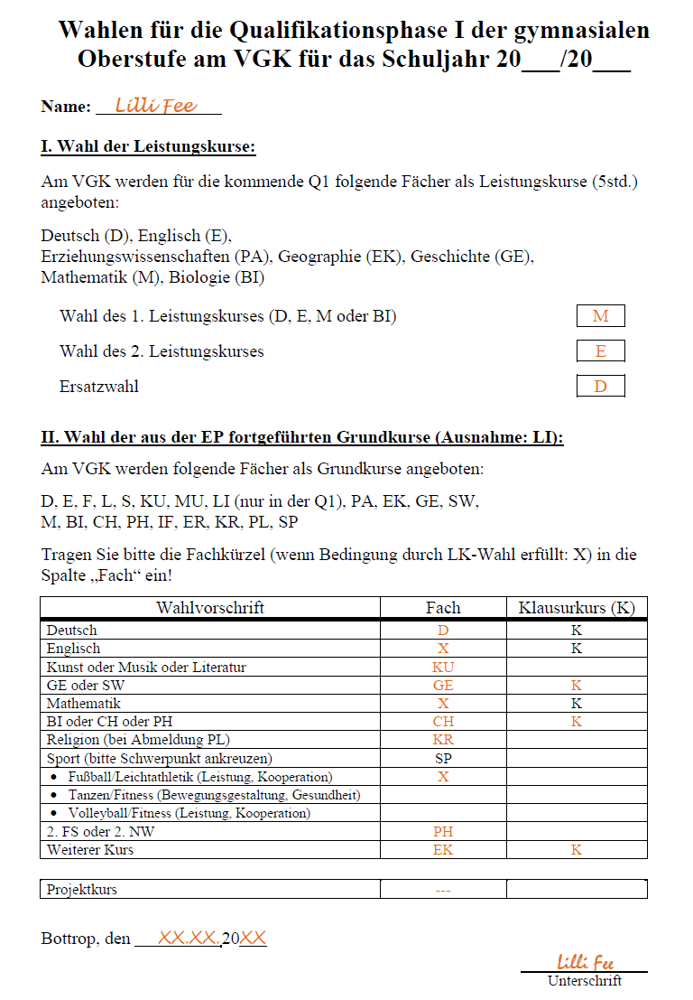 Wahlen für die Qualifikationsphase I der gymnasialen
Oberstufe am VGK für das Schuljahr 20___/20___
Name: Lilli Fee
I. Wahl der Leistungskurse:
Am VGK werden für die kommende Q1 folgende Fächer als Leistungskurse (5std.)
angeboten:
Deutsch (D), Englisch (E),
Erziehungswissenschaften (PA), Geographie (EK), Geschichte (GE),
Mathematik (M), Biologie (BI)
Wahl des 1. Leistungskurses (D, E, M oder BI) M
Wahl des 2. Leistungskurses E
Ersatzwahl D
II. Wahl der aus der EP fortgeführten Grundkurse (Ausnahme: LI):
Am VGK werden folgende Fächer als Grundkurse angeboten:
D, E, F, L, S, KU, MU, LI (nur in der Q1), PA, EK, GE, SW,
M, BI, CH, PH, IF, ER, KR, PL, SP
Tragen Sie bitte die Fachkürzel (wenn Bedingung durch LK-Wahl erfüllt: X) in die
Spalte „Fach“ ein!
Wahlvorschrift Fach Klausurkurs (K)
Deutsch D K
Englisch X K
Kunst oder Musik oder Literatur KU
GE oder SW GE K
Mathematik X K
BI oder CH oder PH CH K
Religion (bei Abmeldung PL) KR
Sport (bitte Schwerpunkt ankreuzen) SP
• Fußball/Leichtathletik (Leistung, Kooperation) X
• Tanzen/Fitness (Bewegungsgestaltung, Gesundheit)
• Volleyball/Fitness (Leistung, Kooperation)
2. FS oder 2. NW PH
Weiterer Kurs EK K
Projektkurs ---
Bottrop, den XX.XX.20XX
Lilli Fee
Unterschrift